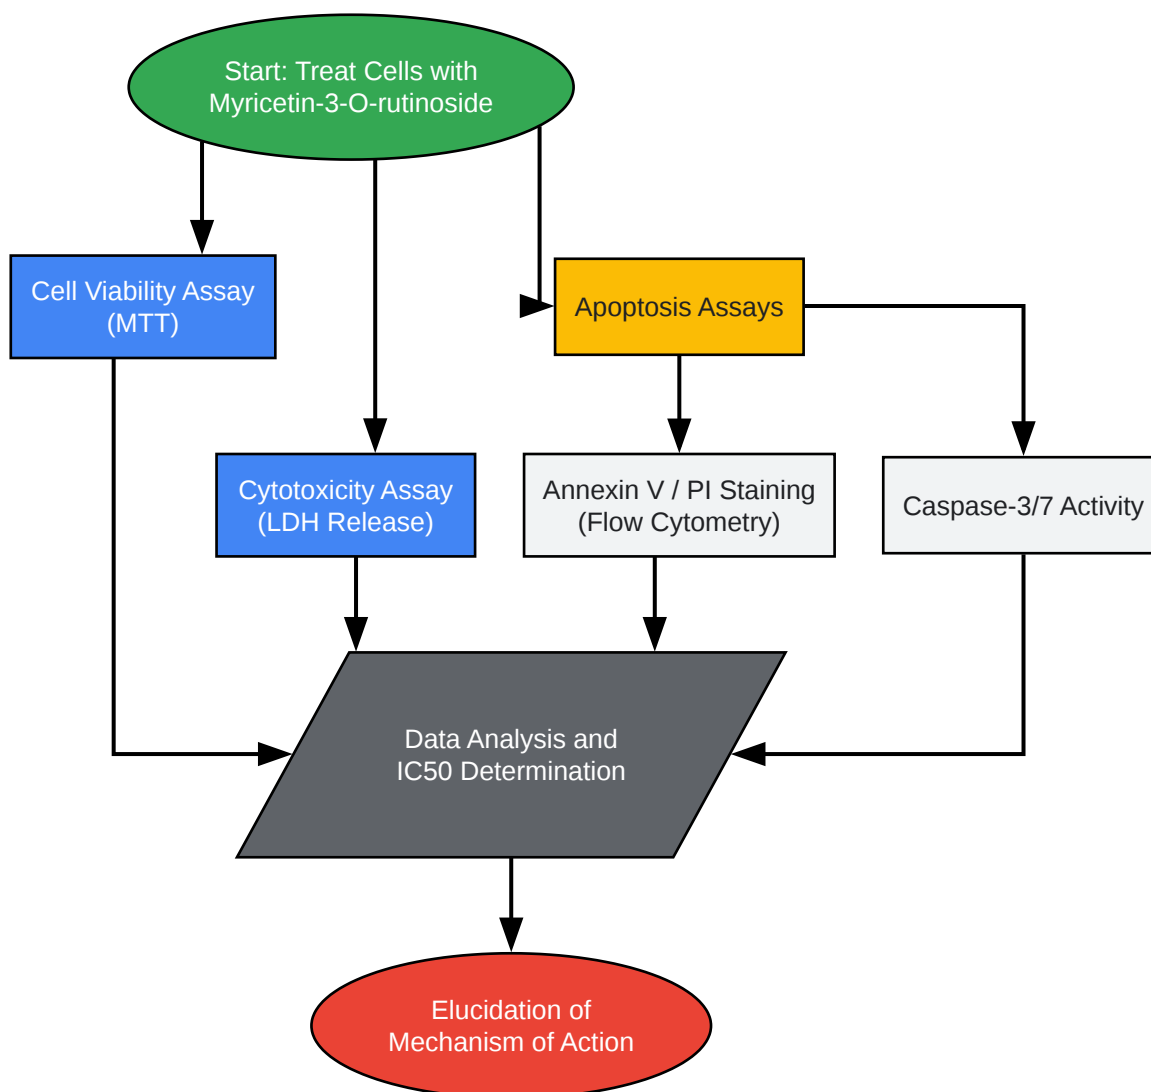 Start: Treat Cells with
Myricetin-3-O-rutinoside
Cell Viability Assay
(MTT)
Apoptosis Assays
Cytotoxicity Assay
(LDH Release)
Annexin V / PI Staining
(Flow Cytometry)
Caspase-3/7 Activity
Data Analysis and
IC50 Determination
Elucidation of
Mechanism of Action